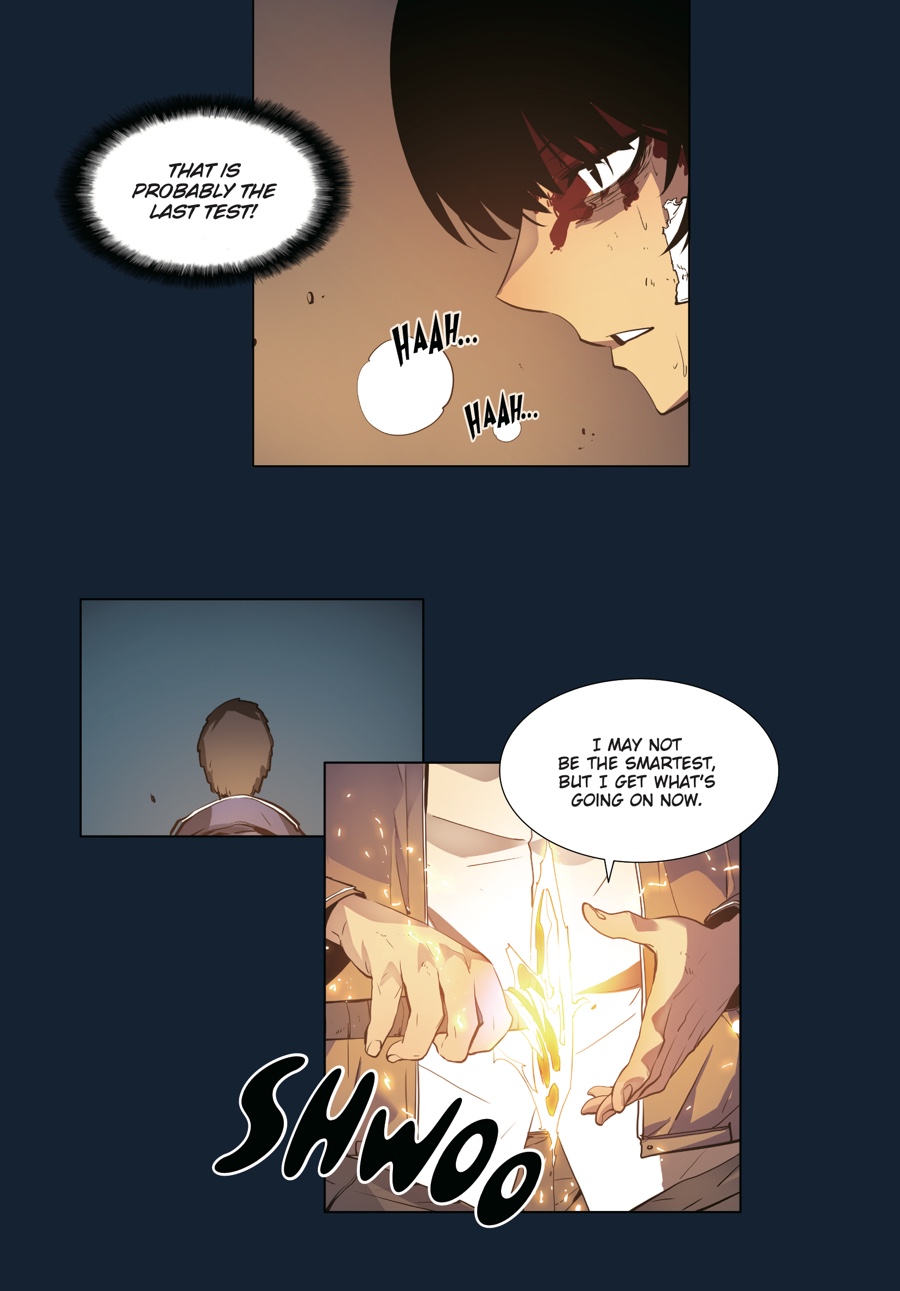 THAT IS
PROBABLY THE
LAST TEST!
HAAH...
HAAH...
I MAY NOT
BE THE SMARTEST,
BUT I GET WHAT'S
GOING ON NOW.
SHWOO